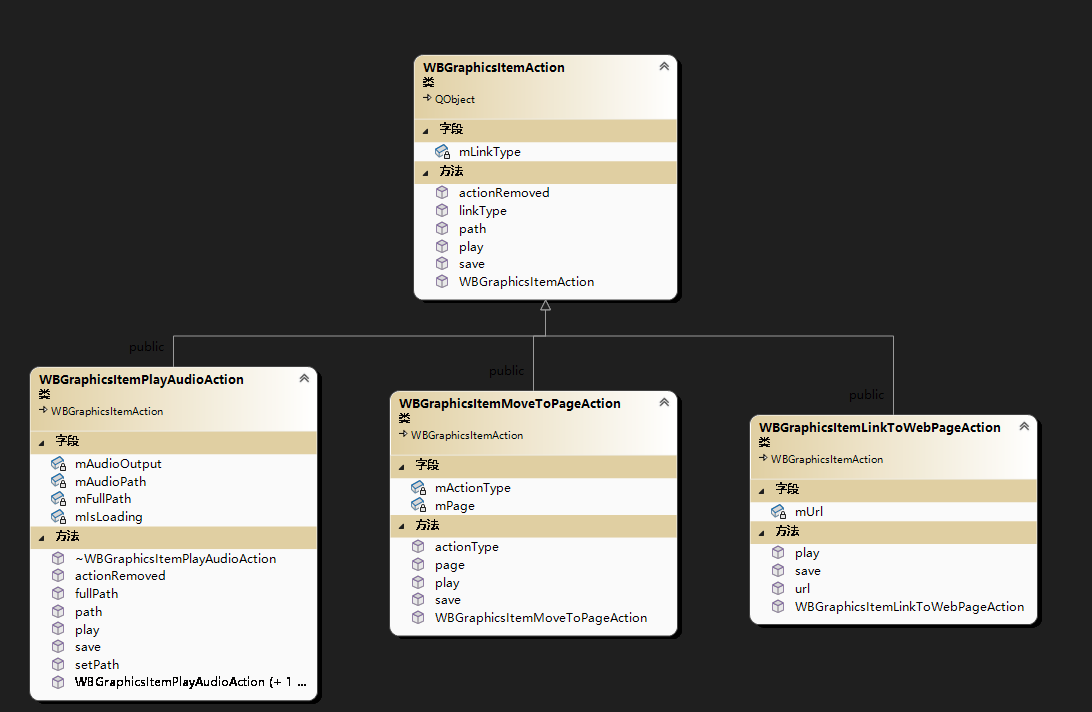 WBGraphicsItemAction
类
QObject
字段
mLinkType
方法
actionRemoved
linkType
path
play
save
WBGraphicsItemAction
public
public
public
WBGraphicsItemPlayAudioAction
类
WBGraphicsItemAction
字段
mAudioOutput
mAudioPath
mFullPath
mIsLoading
方法
~WBGraphicsItemPlayAudioAction
actionRemoved
fullPath
path
play
save
setPath
WBGraphicsItemPlayAudioAction (+ 1 ...
WBGraphicsItemMoveToPageAction
类
WBGraphicsItemAction
字段
mActionType
mPage
方法
actionType
page
play
save
WBGraphicsItemMoveToPageAction
WBGraphicsItemLinkToWebPageAction
类
WBGraphicsItemAction
字段
mUrl
方法
play
save
url
WBGraphicsItemLinkToWebPageAction